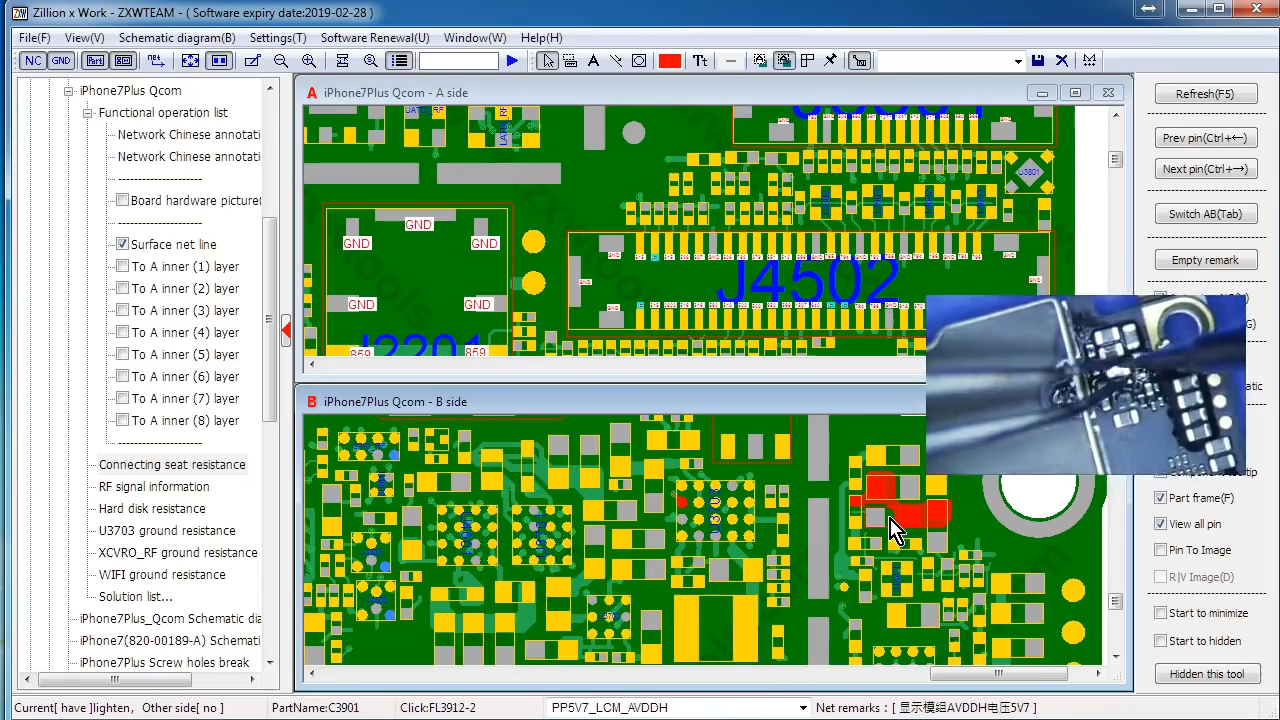 Zillion x Work - ZXWTEAM - ( Software expiry date:2019-02-28 )
File(F) View(V) Schematic diagram(B) Settings(T) Software Renewal(U) Window(W) Help(H)
NC GND Part
A iPhone7Plus Qcom - A side
iPhone7Plus Qcom
Functional operation list
Network Chinese annotati
Network Chinese annotati
Board hardware picture
Surface net line
To A inner (1) layer
To A inner (2) layer
To A inner (3) layer
To A inner (4) layer
To A inner (5) layer
To A inner (6) layer
To A inner (7) layer
To A inner (8) layer
Connecting seat resistance
RF signal information
Hard disk resistance
U3703 ground resistance
XCVRO_RF ground resistance
WIFI ground resistance
Solution list...
iPhone7Plus_Qcom Schematic dia
iPhone7(820-00189-A) Schemati
iPhone7Plus Screw holes break
U3801
GND
GND GND
GND GND
J4502
J2201
859 859
B iPhone7Plus Qcom - B side
U3703
Refresh(F5)
Prev pin(Ctrl+←)
Next pin(Ctrl+→)
Switch AB(Tab)
Empty remark
Part frame(F)
View all pin
Pin To Image
R|V Image(D)
Start to minimize
Start to hidden
Hidden this tool
Current[ have ]lighten, Other side[ no ] PartName:C3901 Click:FL3912-2 PP5V7_LCM_AVDDH Net remarks：[ 显示模组AVDDH电压5V7 ]